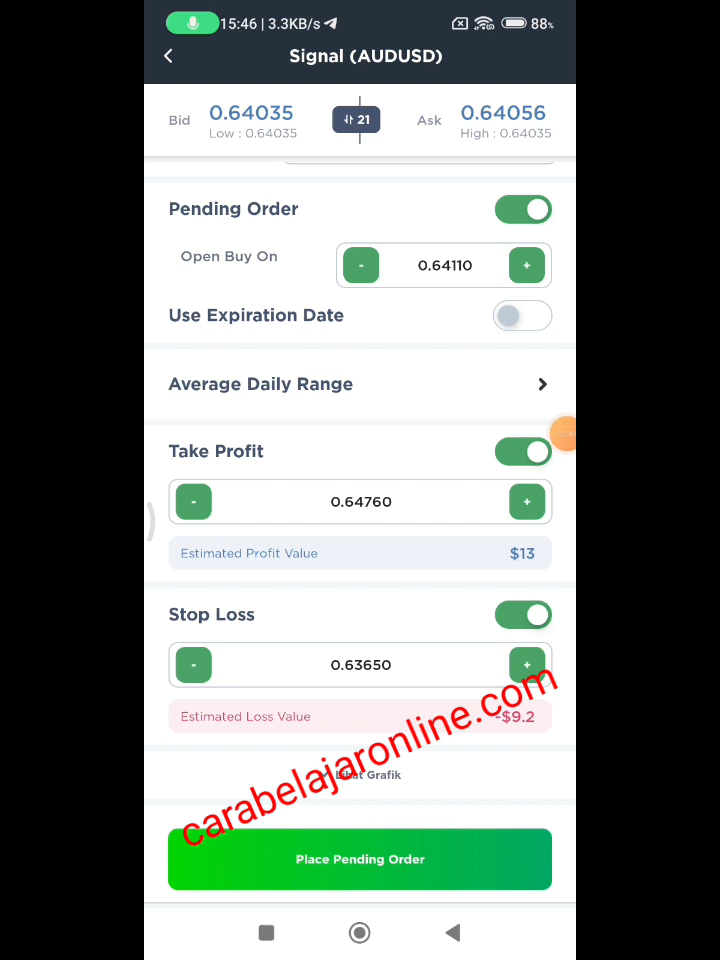 15:46 | 3.3KB/s
88%
Signal (AUDUSD)
Bid 0.64035 21 Ask 0.64056
Low : 0.64035 High : 0.64035
Pending Order
Open Buy On - 0.64110 +
Use Expiration Date
Average Daily Range
Take Profit
- 0.64760 +
Estimated Profit Value $13
Stop Loss
- 0.63650 +
Estimated Loss Value -$9.2
Lihat Grafik
carabelajaronline.com
Place Pending Order